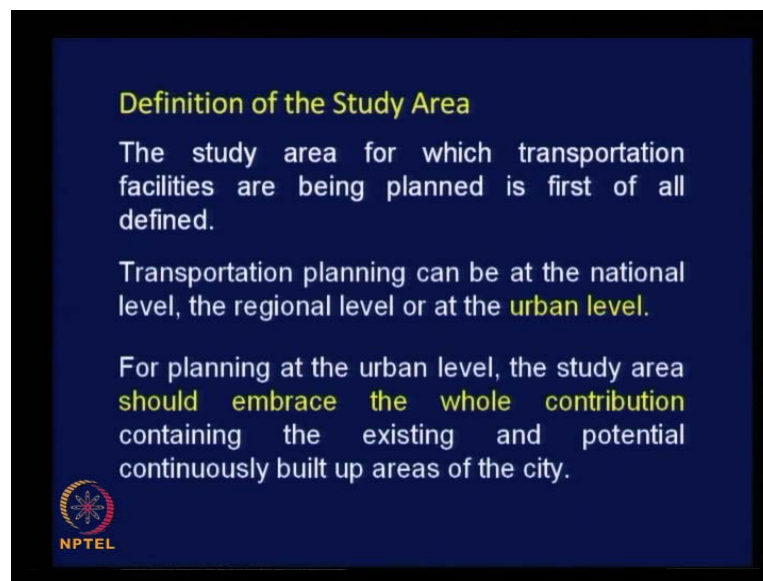 Definition of the Study Area
The study area for which transportation
facilities are being planned is first of all
defined.
Transportation planning can be at the national
level, the regional level or at the urban level.
For planning at the urban level, the study area
should embrace the whole contribution
containing the existing and potential
continuously built up areas of the city.
NPTEL